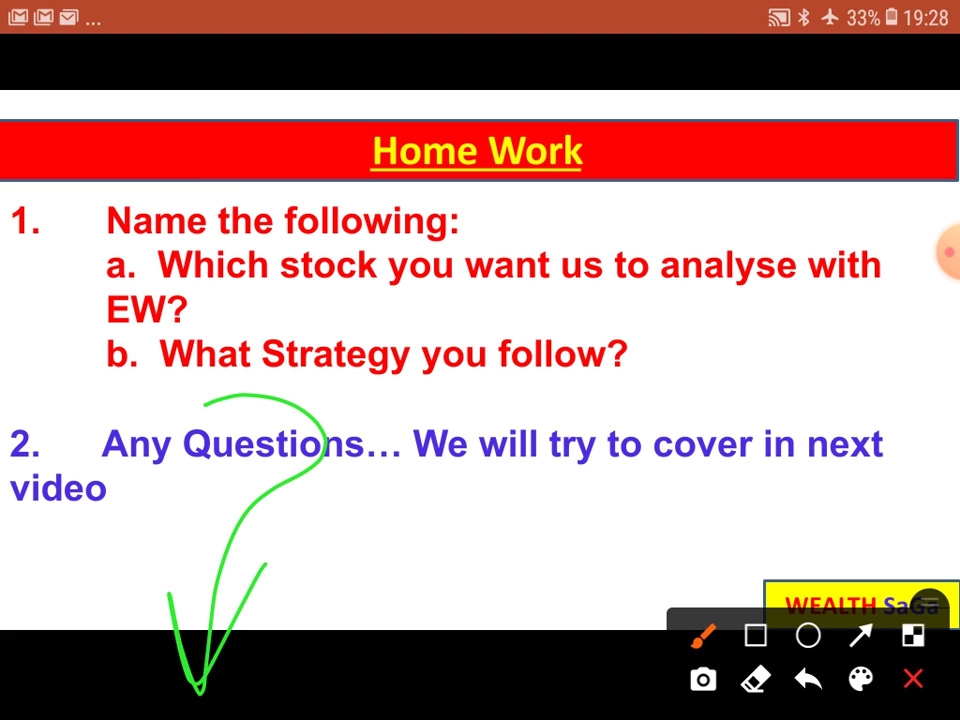 ... 33% 19:28
Home Work
1. Name the following:
a. Which stock you want us to analyse with
EW?
b. What Strategy you follow?
2. Any Questions... We will try to cover in next
video
WEALTH SaGa